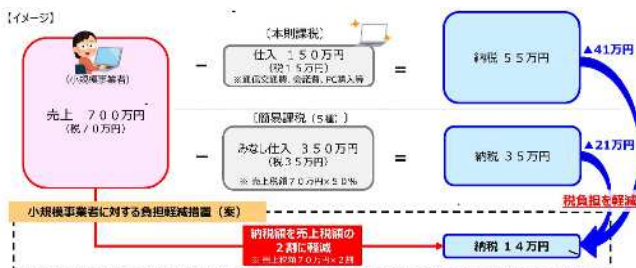 【イメージ】
(小規模事業者)
売上 700万円
(税70万円)
(本則課税)
仕入 150万円
(税15万円)
※通信交通費、会議費、PC購入等
納税 55万円
▲41万円
(簡易課税(5種))
みなし仕入 350万円
(税35万円)
※ 売上税額70万円×50%
納税 35万円
▲21万円
税負担を軽減
小規模事業者に対する負担軽減措置(案)
納税額を売上税額の
2割に軽減
※ 売上税額70万円×2割
納税 14万円